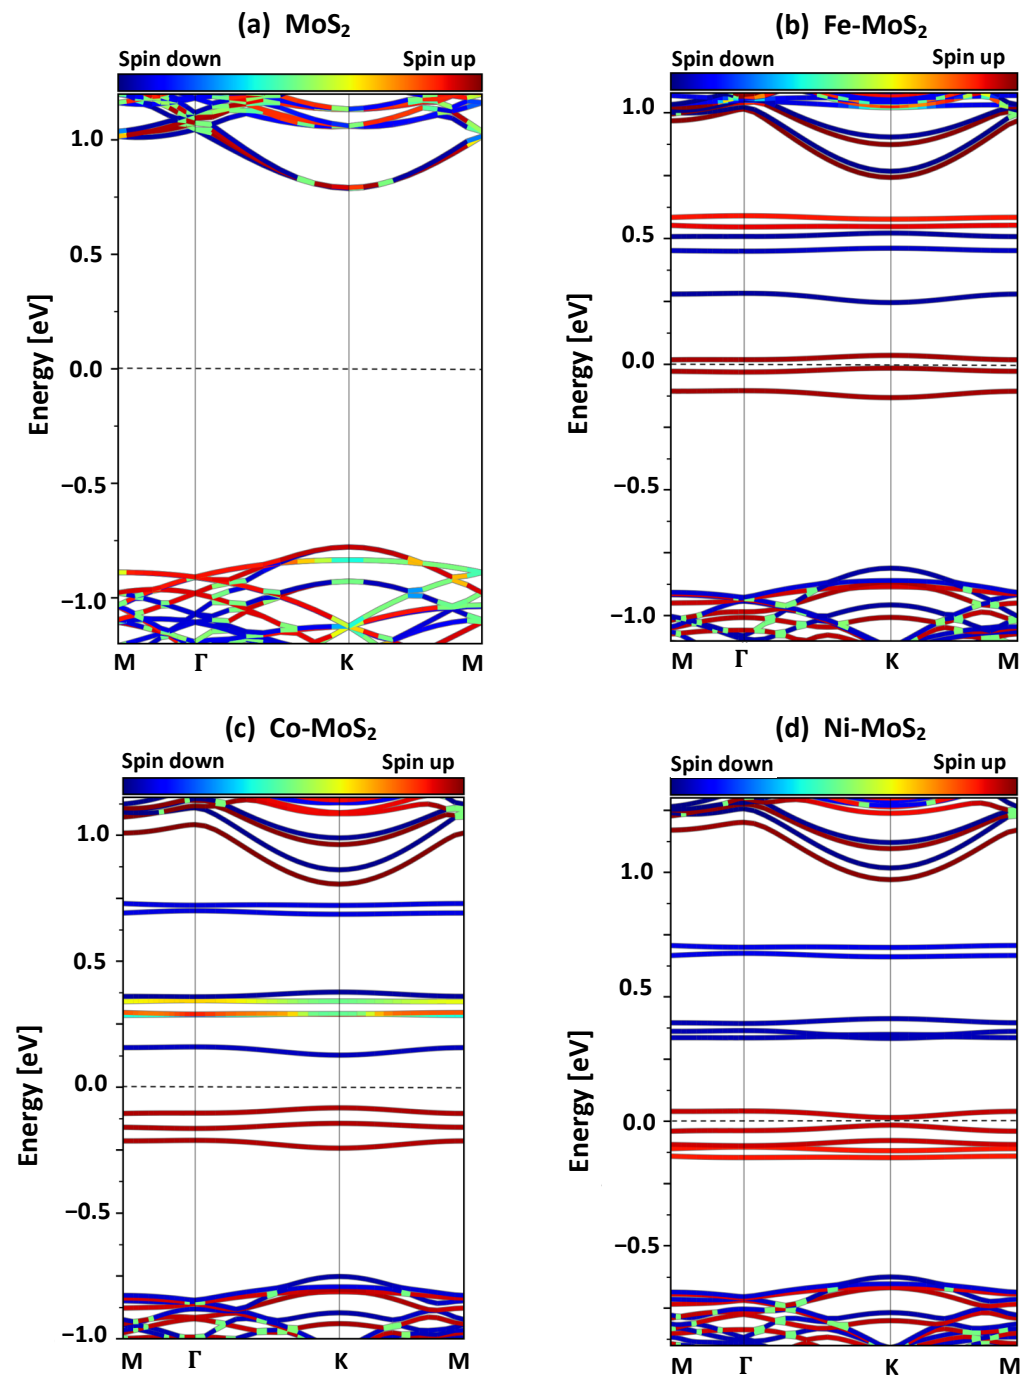 (a) MoS₂
Spin down Spin up
Energy [eV]
1.0
0.5
0.0
−0.5
−1.0
M Γ K M
(b) Fe-MoS₂
Spin down Spin up
Energy [eV]
1.0
0.5
0.0
−0.5
−1.0
M Γ K M
(c) Co-MoS₂
Spin down Spin up
Energy [eV]
1.0
0.5
0.0
−0.5
−1.0
M Γ K M
(d) Ni-MoS₂
Spin down Spin up
Energy [eV]
1.0
0.5
0.0
−0.5
M Γ K M